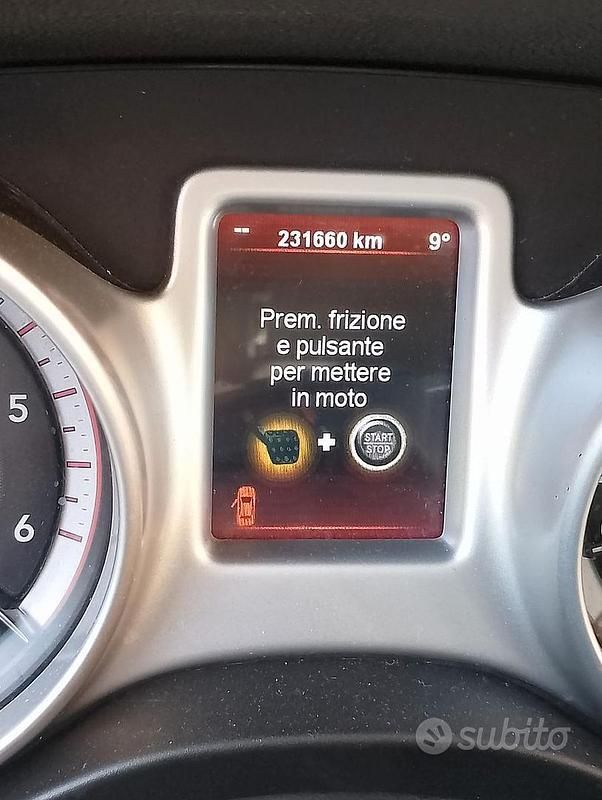 -- 231660 km 9°
Prem. frizione
e pulsante
per mettere
in moto
+
START
STOP
5
6
subito